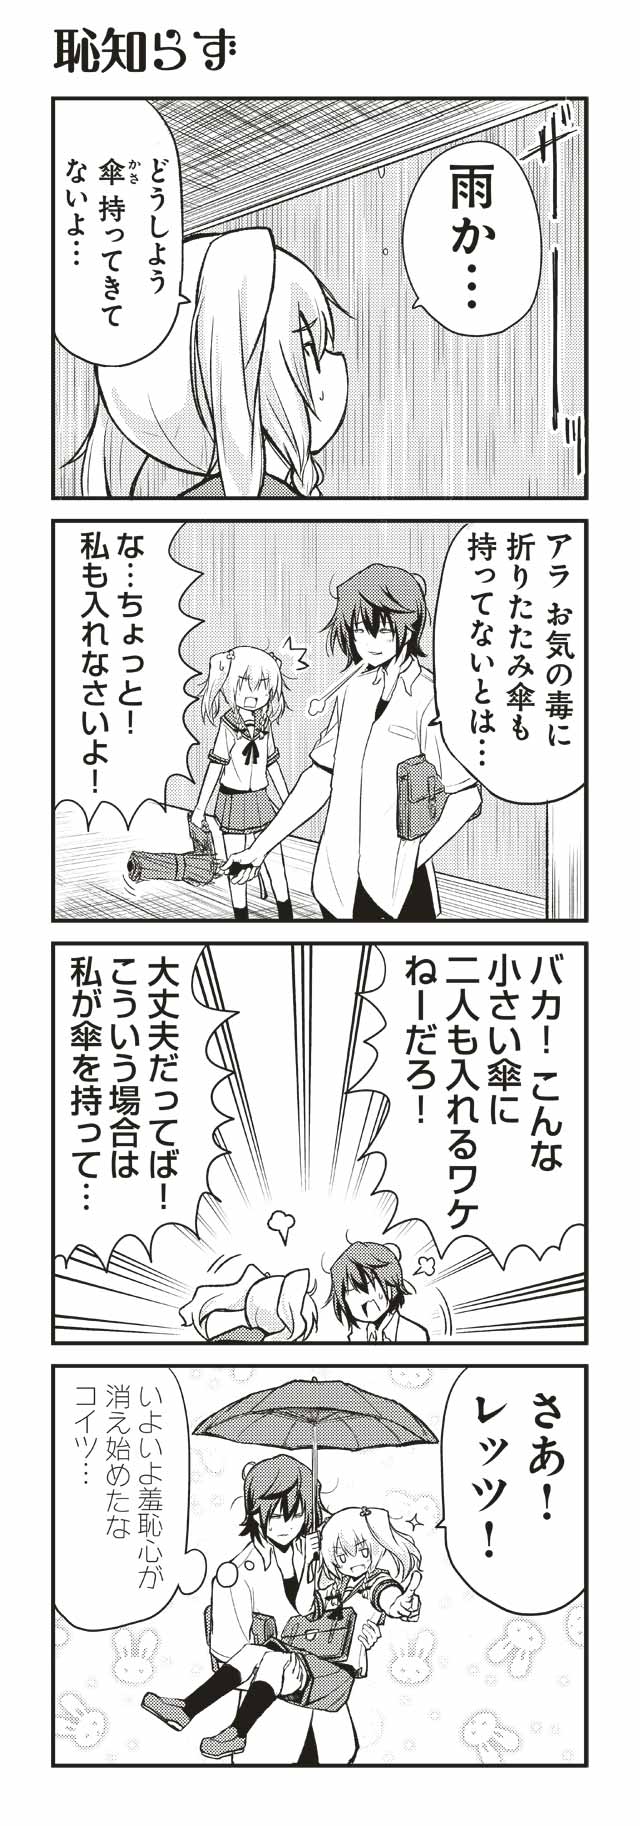 恥知らず
雨か…
どうしよう
傘持ってきて
ないよ…
かさ
ザーーッ
アラ お気の毒に
折りたたみ傘も
持ってないとは…
な…ちょっと!
私も入れなさいよ!
バカ! こんな
小さい傘に
二人も入れるワケ
ねーだろ!
大丈夫だってば!
こういう場合は
私が傘を持って…
さあ!
レッツ!
いよいよ羞恥心が
消え始めたな
コイツ…